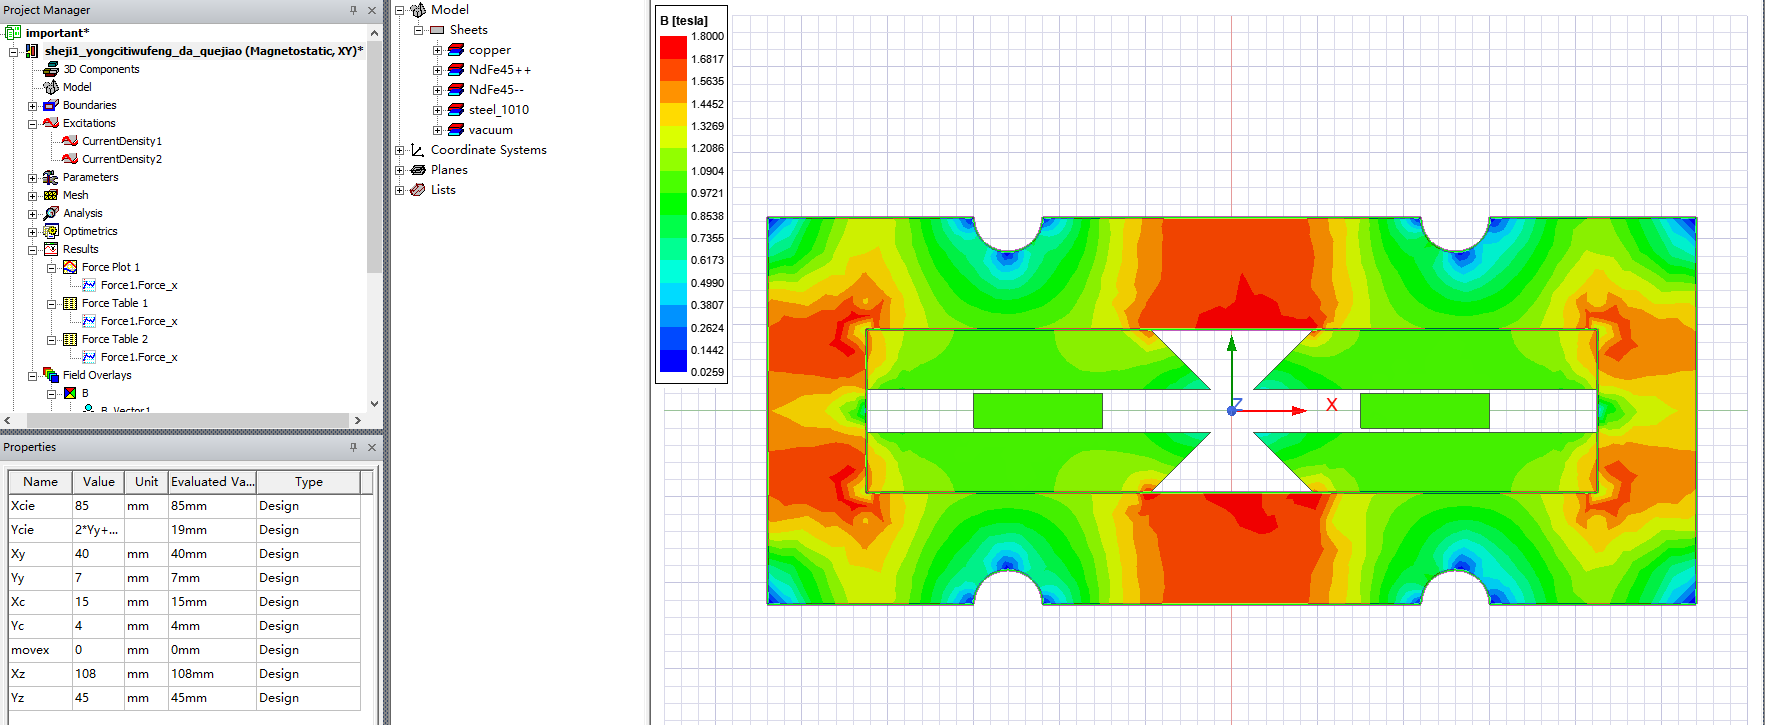 Project Manager
important*
sheji1_yongcitiwufeng_da_quejiao (Magnetostatic, XY)*
3D Components
Model
Boundaries
Excitations
CurrentDensity1
CurrentDensity2
Parameters
Mesh
Analysis
Optimetrics
Results
Force Plot 1
Force1.Force_x
Force Table 1
Force1.Force_x
Force Table 2
Force1.Force_x
Field Overlays
B
B_Vector1
Properties
Name Value Unit Evaluated Va... Type
Xcie 85 mm 85mm Design
Ycie 2*Yy+... 19mm Design
Xy 40 mm 40mm Design
Yy 7 mm 7mm Design
Xc 15 mm 15mm Design
Yc 4 mm 4mm Design
movex 0 mm 0mm Design
Xz 108 mm 108mm Design
Yz 45 mm 45mm Design
Model
Sheets
copper
NdFe45++
NdFe45--
steel_1010
vacuum
Coordinate Systems
Planes
Lists
B [tesla]
1.8000
1.6817
1.5635
1.4452
1.3269
1.2086
1.0904
0.9721
0.8538
0.7355
0.6173
0.4990
0.3807
0.2624
0.1442
0.0259
Z
X